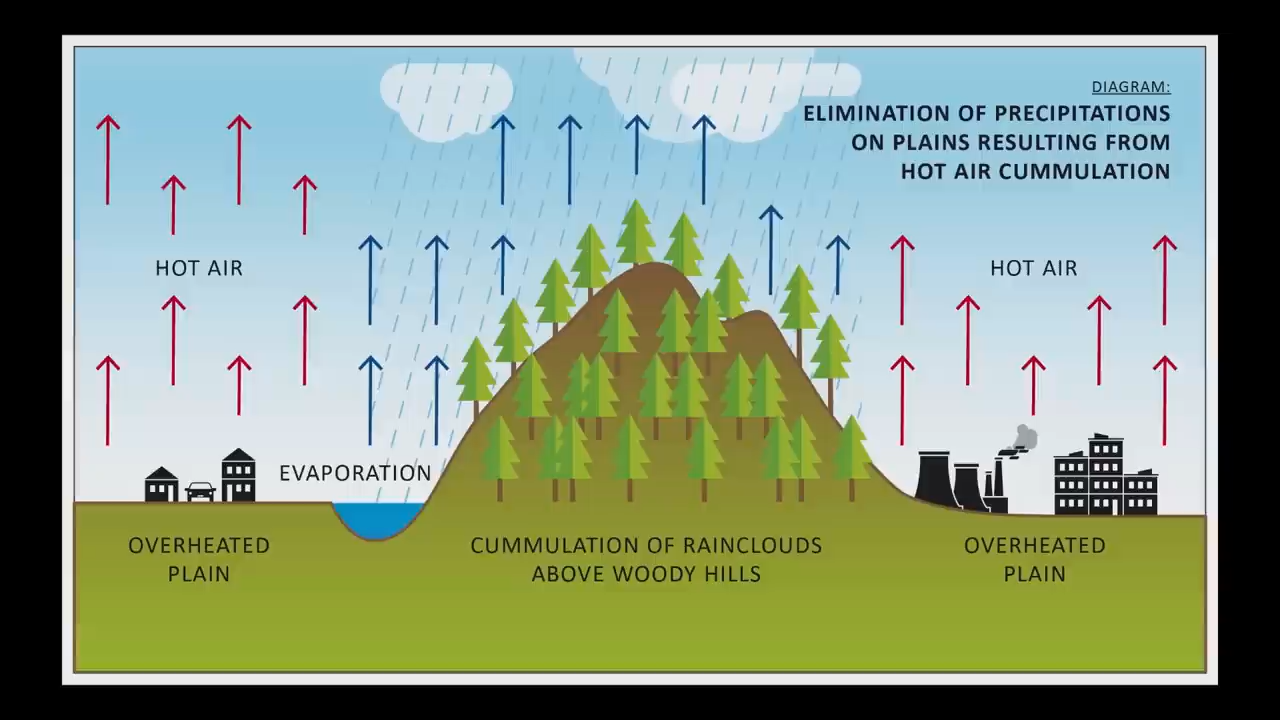 DIAGRAM:
ELIMINATION OF PRECIPITATIONS
ON PLAINS RESULTING FROM
HOT AIR CUMMULATION
HOT AIR
HOT AIR
EVAPORATION
OVERHEATED
PLAIN
CUMMULATION OF RAINCLOUDS
ABOVE WOODY HILLS
OVERHEATED
PLAIN